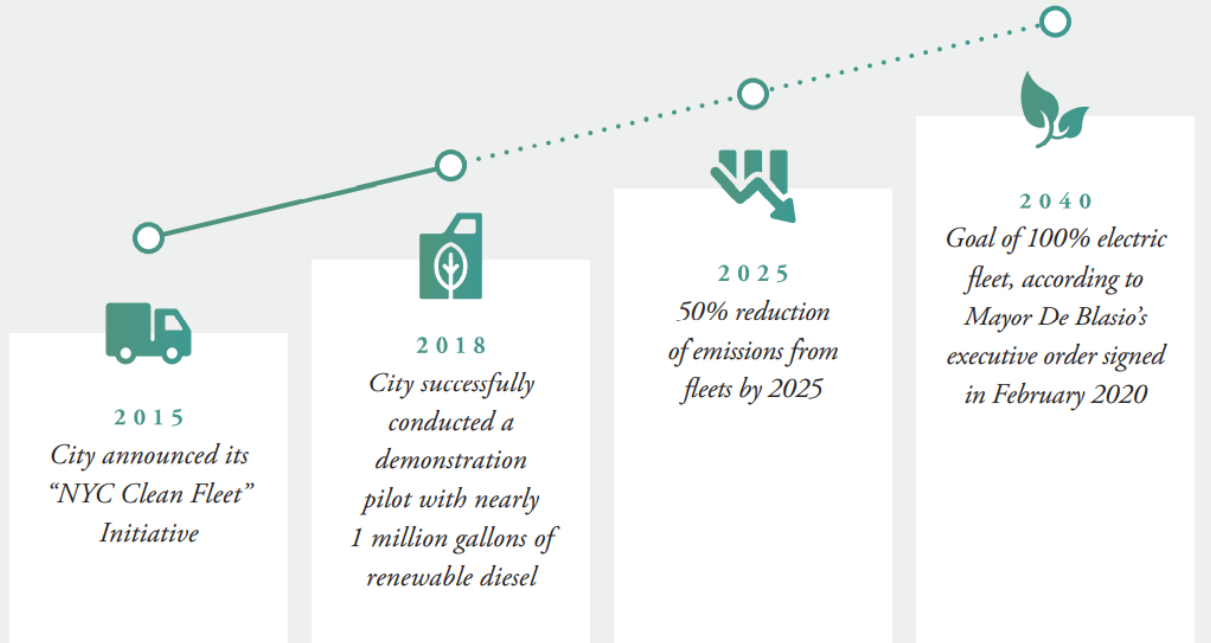 2015
City announced its
“NYC Clean Fleet”
Initiative
2018
City successfully
conducted a
demonstration
pilot with nearly
1 million gallons of
renewable diesel
2025
50% reduction
of emissions from
fleets by 2025
2040
Goal of 100% electric
fleet, according to
Mayor De Blasio’s
executive order signed
in February 2020